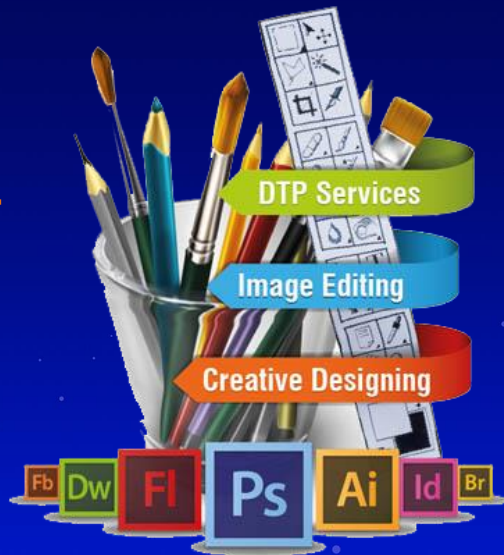 DTP Services
Image Editing
Creative Designing
Fb Dw Fl Ps Ai Id Br